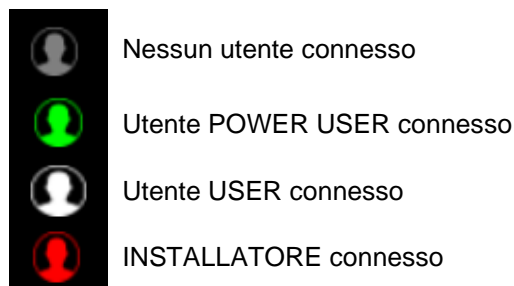 Nessun utente connesso
Utente POWER USER connesso
Utente USER connesso
INSTALLATORE connesso